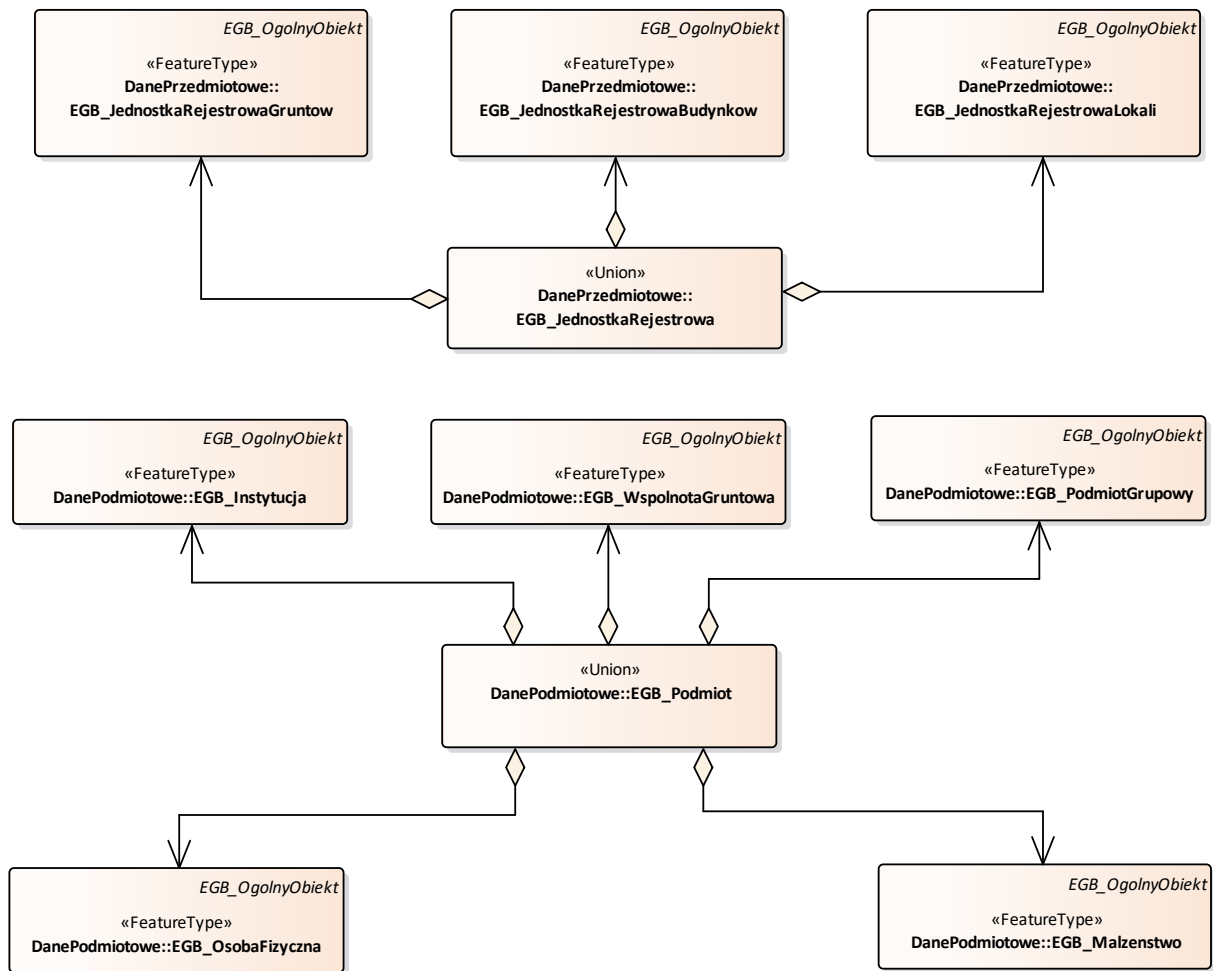 EGB_OgolnyObiekt
«FeatureType»
DanePrzedmiotowe::
EGB_JednostkaRejestrowaGruntow
EGB_OgolnyObiekt
«FeatureType»
DanePrzedmiotowe::
EGB_JednostkaRejestrowaBudynkow
EGB_OgolnyObiekt
«FeatureType»
DanePrzedmiotowe::
EGB_JednostkaRejestrowaLokali
«Union»
DanePrzedmiotowe::
EGB_JednostkaRejestrowa
EGB_OgolnyObiekt
«FeatureType»
DanePodmiotowe::EGB_Instytucja
EGB_OgolnyObiekt
«FeatureType»
DanePodmiotowe::EGB_WspolnotaGruntowa
EGB_OgolnyObiekt
«FeatureType»
DanePodmiotowe::EGB_PodmiotGrupowy
«Union»
DanePodmiotowe::EGB_Podmiot
EGB_OgolnyObiekt
«FeatureType»
DanePodmiotowe::EGB_OsobaFizyczna
EGB_OgolnyObiekt
«FeatureType»
DanePodmiotowe::EGB_Malzenstwo